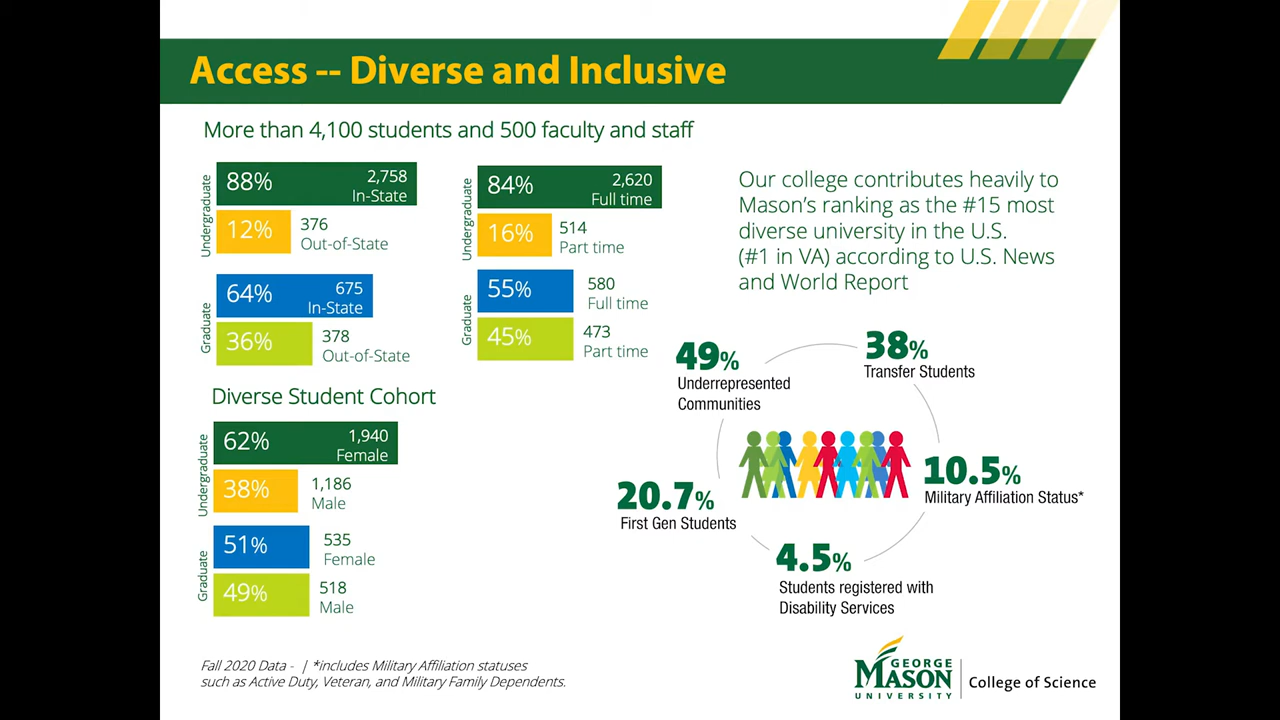 Access -- Diverse and Inclusive
More than 4,100 students and 500 faculty and staff
Undergraduate
88%
2,758
In-State
12%
376
Out-of-State
Graduate
64%
675
In-State
36%
378
Out-of-State
Undergraduate
84%
2,620
Full time
16%
514
Part time
Graduate
55%
580
Full time
45%
473
Part time
Our college contributes heavily to
Mason's ranking as the #15 most
diverse university in the U.S.
(#1 in VA) according to U.S. News
and World Report
Diverse Student Cohort
Undergraduate
62%
1,940
Female
38%
1,186
Male
Graduate
51%
535
Female
49%
518
Male
49%
Underrepresented
Communities
38%
Transfer Students
10.5%
Military Affiliation Status*
20.7%
First Gen Students
4.5%
Students registered with
Disability Services
Fall 2020 Data - | *includes Military Affiliation statuses
such as Active Duty, Veteran, and Military Family Dependents.
GEORGE
MASON
UNIVERSITY
College of Science